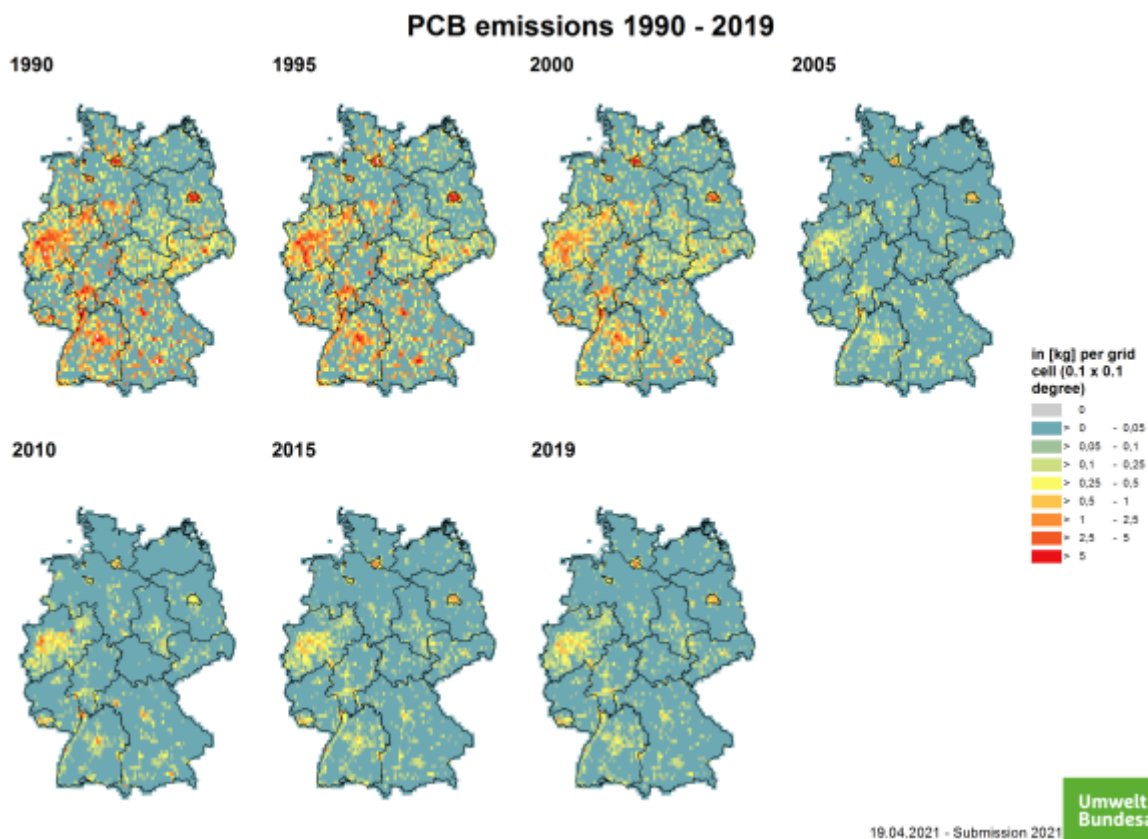 PCB emissions 1990 - 2019
1990
1995
2000
2005
in [kg] per grid
cell (0.1 x 0.1
degree)
0
> 0 - 0,05
> 0,05 - 0,1
> 0,1 - 0,25
> 0,25 - 0,5
> 0,5 - 1
> 1 - 2,5
> 2,5 - 5
> 5
2010
2015
2019
Umwelt
Bundes
19.04.2021 - Submission 2021